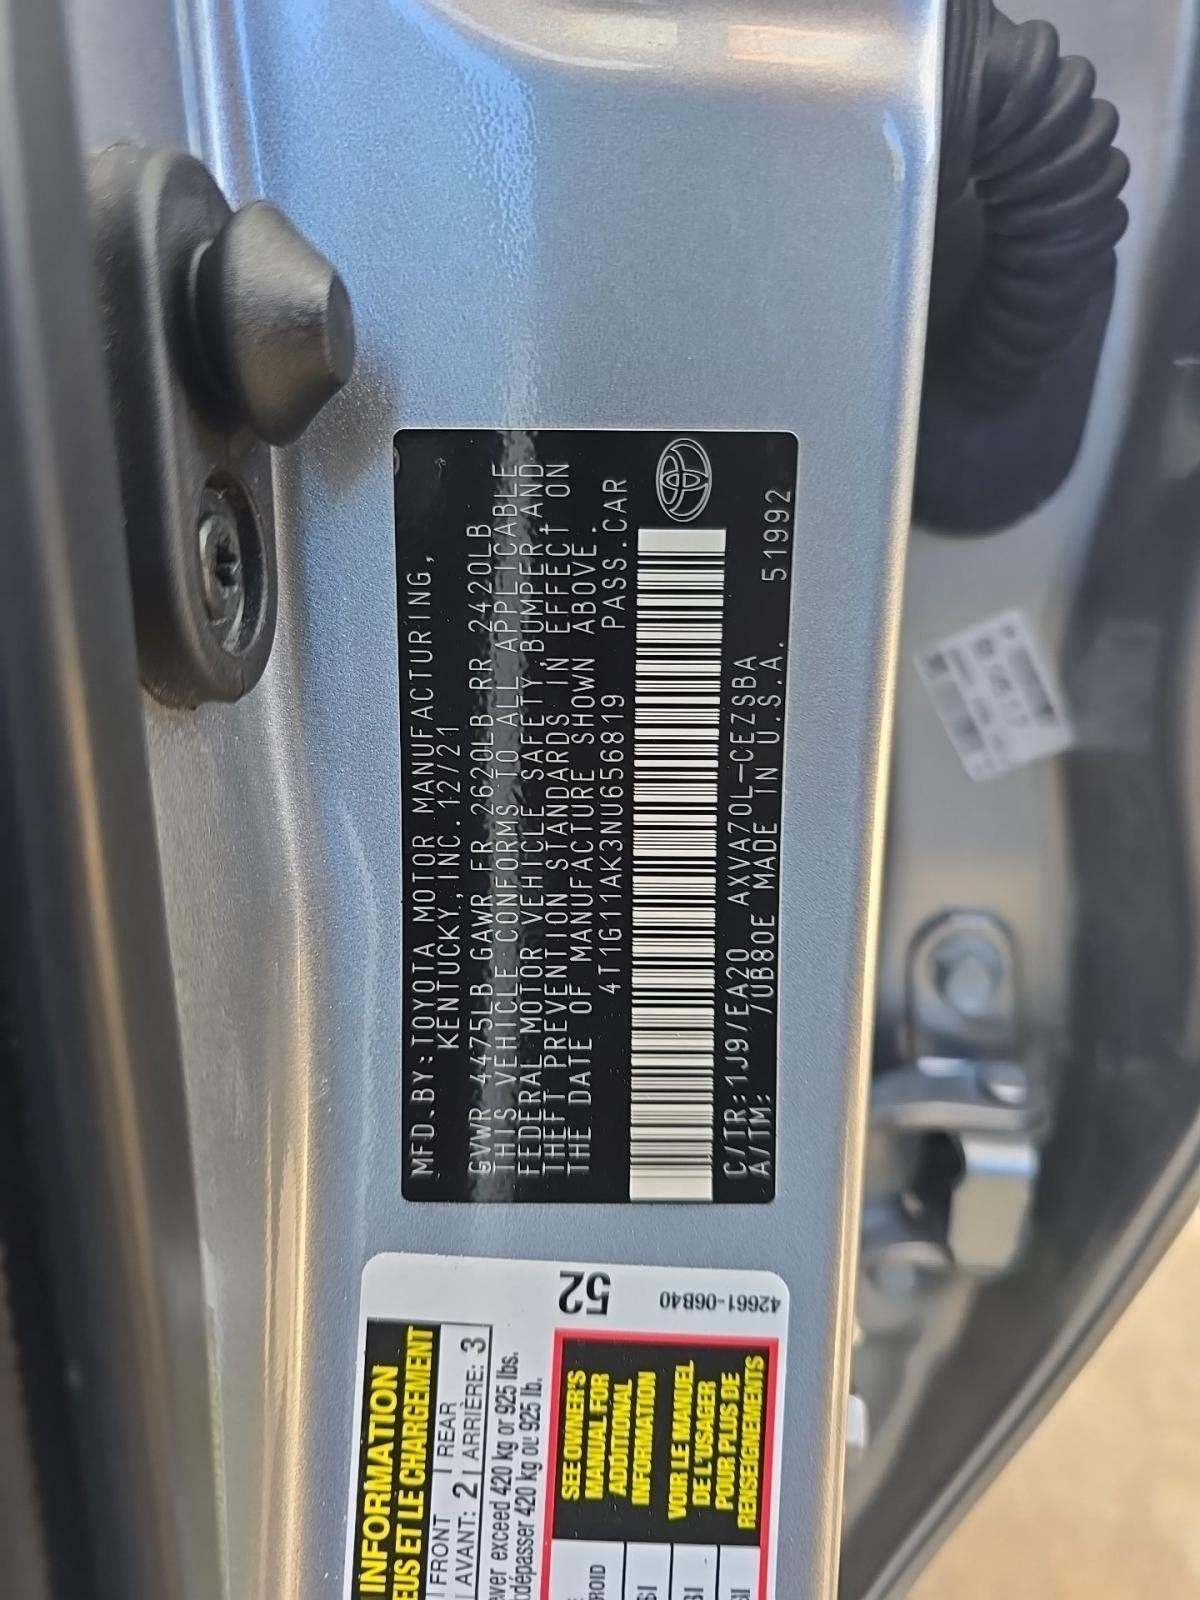 MFD.BY:TOYOTA MOTOR MANUFACTURING,
KENTUCKY,INC.12/21
GVWR 4475LB GAWR FR 2620LB RR 2420LB
THIS VEHICLE CONFORMS TO ALL APPLICABLE
FEDERAL MOTOR VEHICLE SAFETY,BUMPER,AND
THEFT PREVENTION STANDARDS IN EFFECT ON
THE DATE OF MANUFACTURE SHOWN ABOVE.
4T1G11AK3NU656819 PASS.CAR
C/TR:1J9/EA20 AXVA70L-CEZSBA
A/TM: /UB80E MADE IN U.S.A. 51992
INFORMATION
ET LE CHARGEMENT
FRONT REAR
AVANT: 2 ARRIÈRE: 3
exceed 420 kg or 925 lbs.
dépasser 420 kg ou 925 lb.
52
42661-06B40
SEE OWNER'S
MANUAL FOR
ADDITIONAL
INFORMATION
VOIR LE MANUEL
DE L'USAGER
POUR PLUS DE
RENSEIGNEMENTS